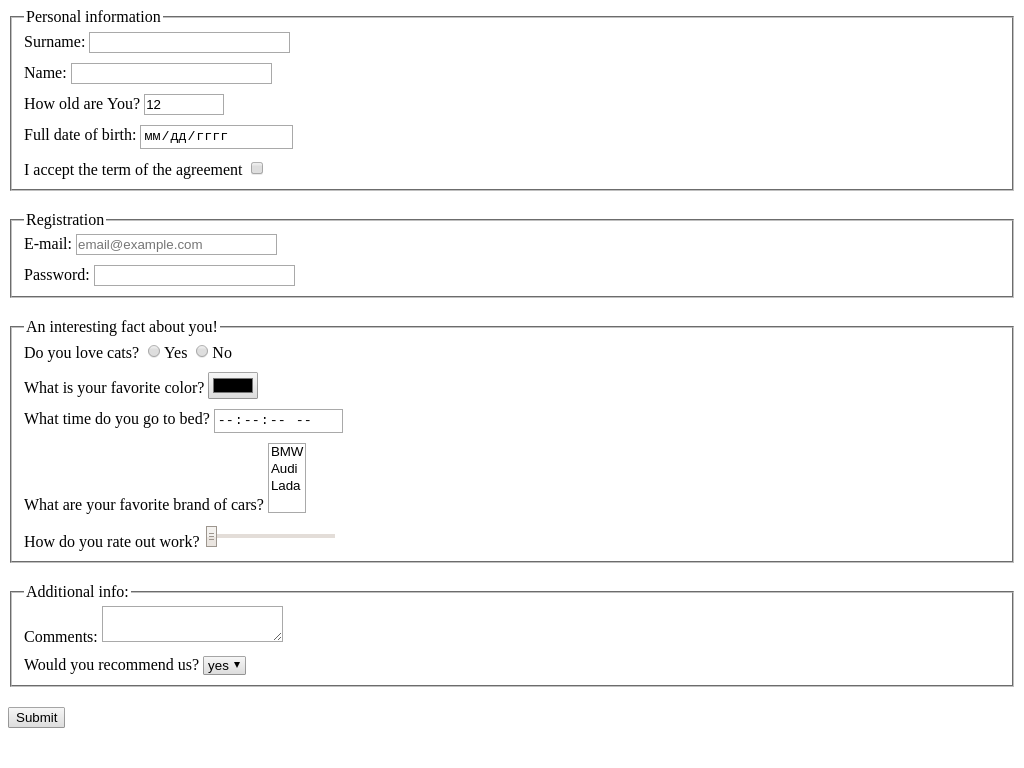 Personal information
Surname:
Name:
How old are You? 12
Full date of birth: мм/дд/гггг
I accept the term of the agreement
Registration
E-mail: email@example.com
Password:
An interesting fact about you!
Do you love cats? Yes No
What is your favorite color?
What time do you go to bed? --:--:-- --
BMW
Audi
Lada
What are your favorite brand of cars?
How do you rate out work?
Additional info:
Comments:
Would you recommend us? yes
Submit